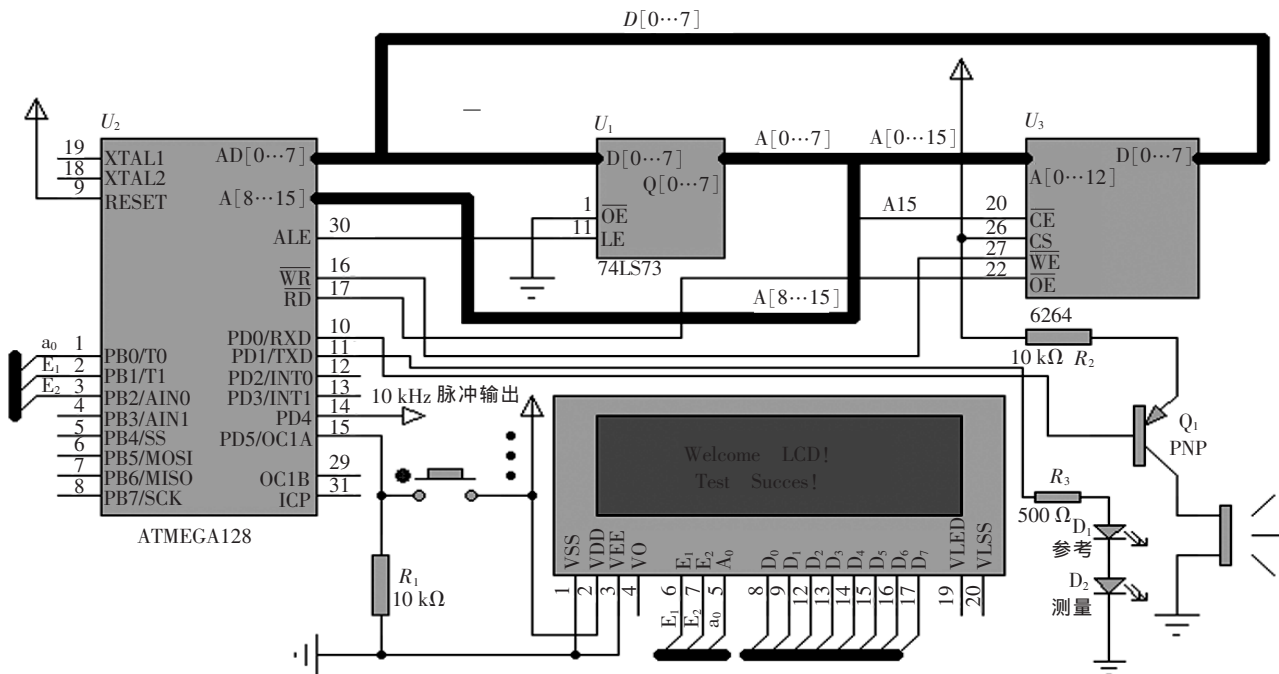 D[0…7]
U₂
19 XTAL1
18 XTAL2
9 RESET
AD[0…7]
A[8…15]
ALE 30
W̅R̅ 16
R̅D̅ 17
PD0/RXD 10
PD1/TXD 11
PD2/INT0 12
PD3/INT1 13
PD4 14
PD5/OC1A 15
OC1B 29
ICP 31
a₀ 1 PB0/T0
E₁ 2 PB1/T1
E₂ 3 PB2/AIN0
4 PB3/AIN1
5 PB4/SS
6 PB5/MOSI
7 PB6/MISO
8 PB7/SCK
ATMEGA128
U₁
D[0…7]
Q[0…7]
1 O̅E̅
11 LE
74LS73
A[0…7]
A[0…15]
A15
A[8…15]
U₃
D[0…7]
A[0…12]
20 C̅E̅
26 CS
27 W̅E̅
22 O̅E̅
6264
10 kΩ R₂
Q₁
PNP
10 kHz 脉冲输出
R₃
500 Ω
D₁
参考
D₂
测量
R₁
10 kΩ
Welcome LCD!
Test Succes!
VSS VDD VEE VO E₁ E₂ A₀ D₀ D₁ D₂ D₃ D₄ D₅ D₆ D₇ VLED VLSS
1 2 3 4 6 7 5 8 9 12 13 14 15 16 17 19 20
E₁ E₂ a₀